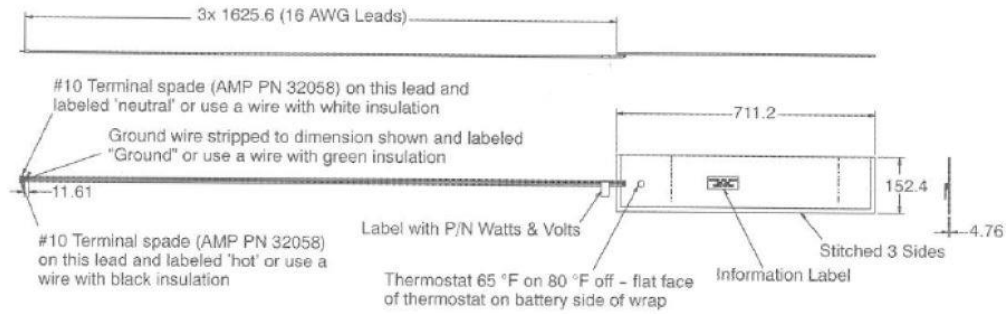 3x 1625.6 (16 AWG Leads)
#10 Terminal spade (AMP PN 32058) on this lead and
labeled 'neutral' or use a wire with white insulation
711.2
Ground wire stripped to dimension shown and labeled
"Ground" or use a wire with green insulation
11.61
152.4
Label with P/N Watts & Volts
4.76
#10 Terminal spade (AMP PN 32058)
on this lead and labeled 'hot' or use a
wire with black insulation
Stitched 3 Sides
Information Label
Thermostat 65 °F on 80 °F off – flat face
of thermostat on battery side of wrap